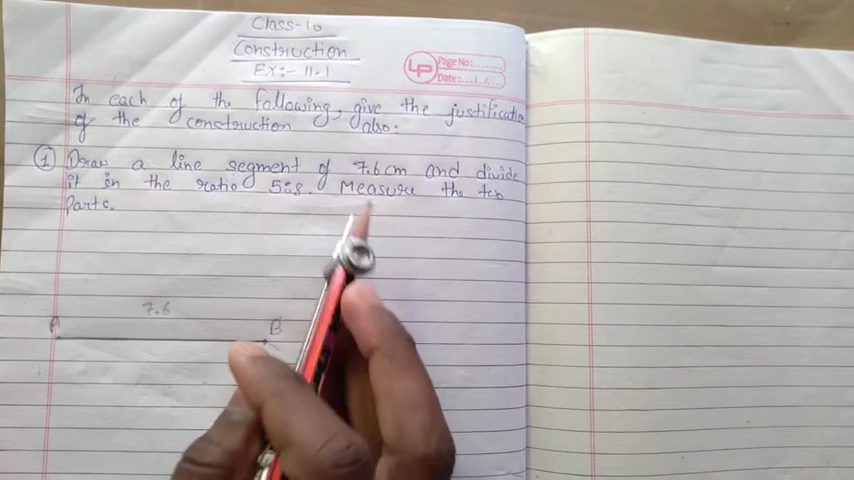 Class-10
Construction
Ex:- 11.1
LP Page No:.......
Date:...../.../...
In each of the following, give the justification
of the construction also:
① Draw a line segment of 7.6cm and divide
it in the ratio 5:8. Measure the two
Parts.
7.6
A B